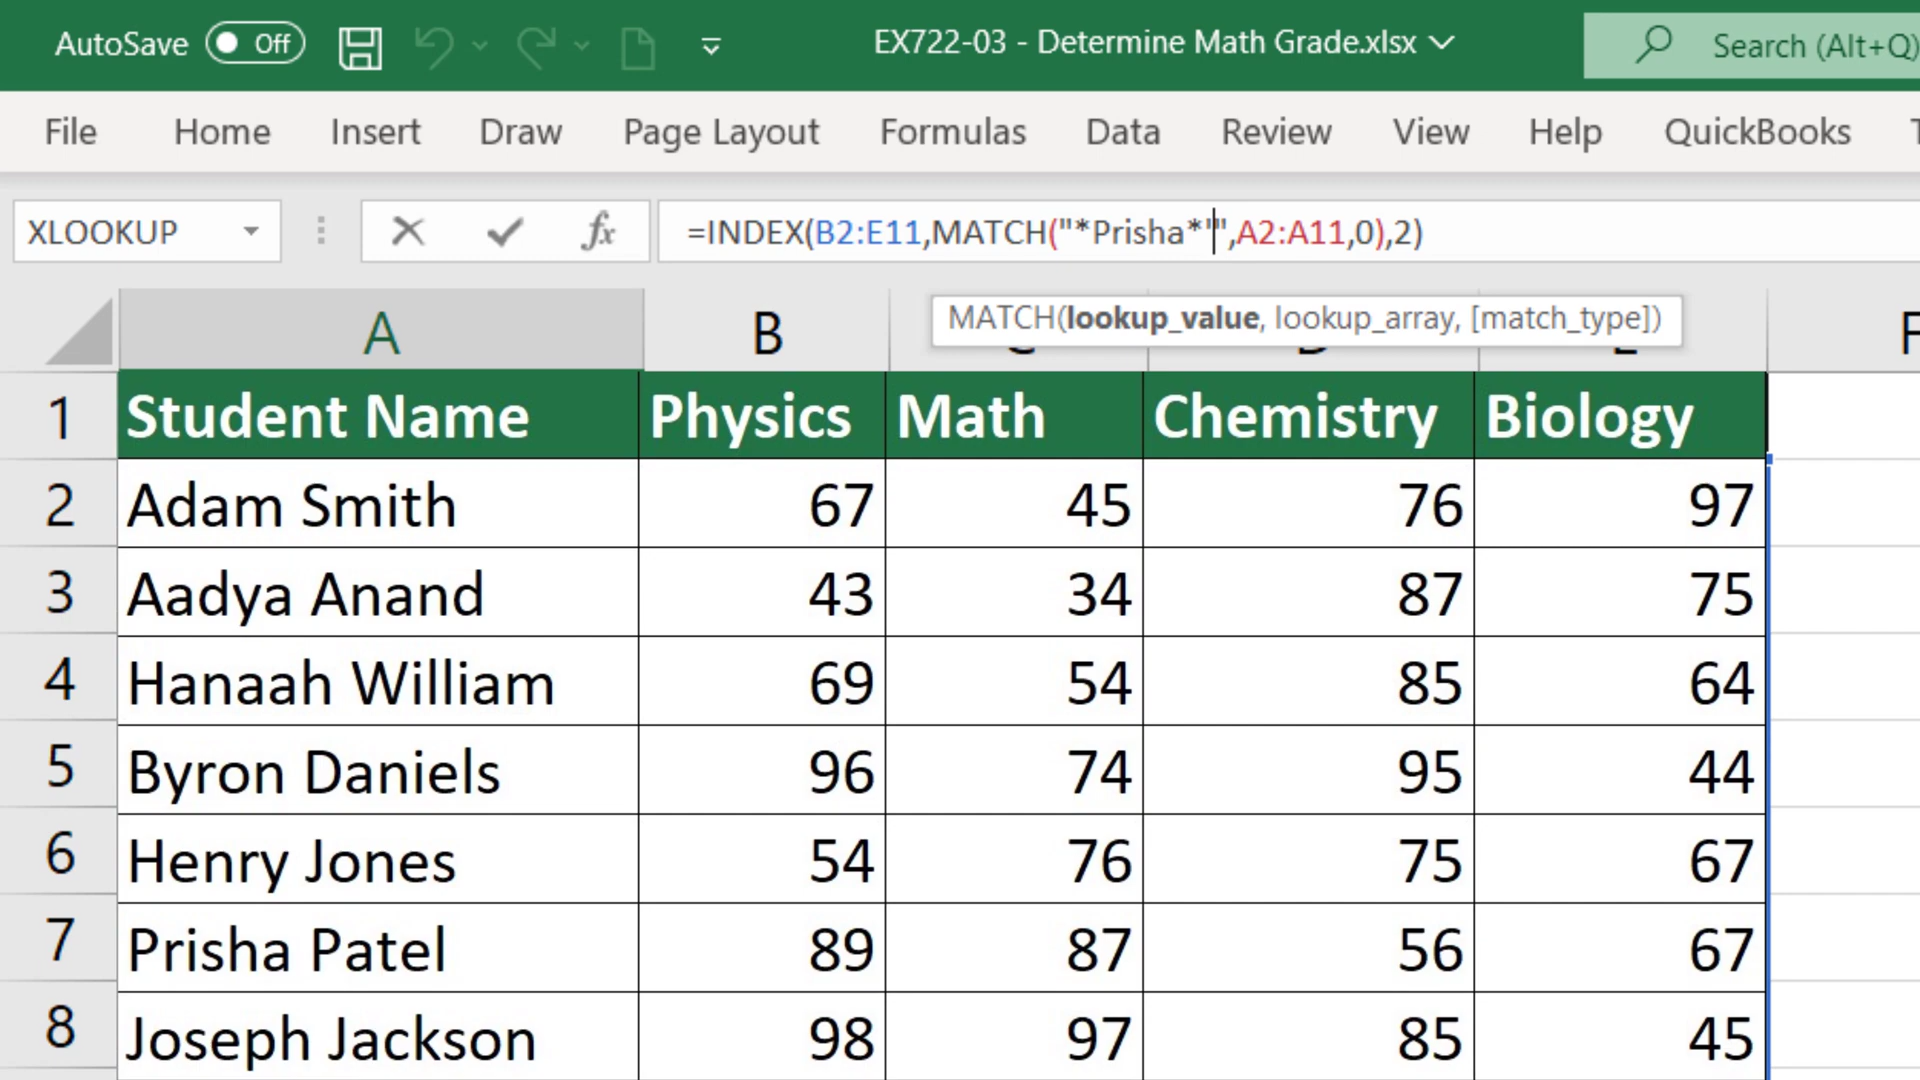 AutoSave Off EX722-03 - Determine Math Grade.xlsx Search (Alt+Q)
File Home Insert Draw Page Layout Formulas Data Review View Help QuickBooks
XLOOKUP fx =INDEX(B2:E11,MATCH("*Prisha*"",A2:A11,0),2)
MATCH(lookup_value, lookup_array, [match_type])
A B
1 Student Name Physics Math Chemistry Biology
2 Adam Smith 67 45 76 97
3 Aadya Anand 43 34 87 75
4 Hanaah William 69 54 85 64
5 Byron Daniels 96 74 95 44
6 Henry Jones 54 76 75 67
7 Prisha Patel 89 87 56 67
8 Joseph Jackson 98 97 85 45